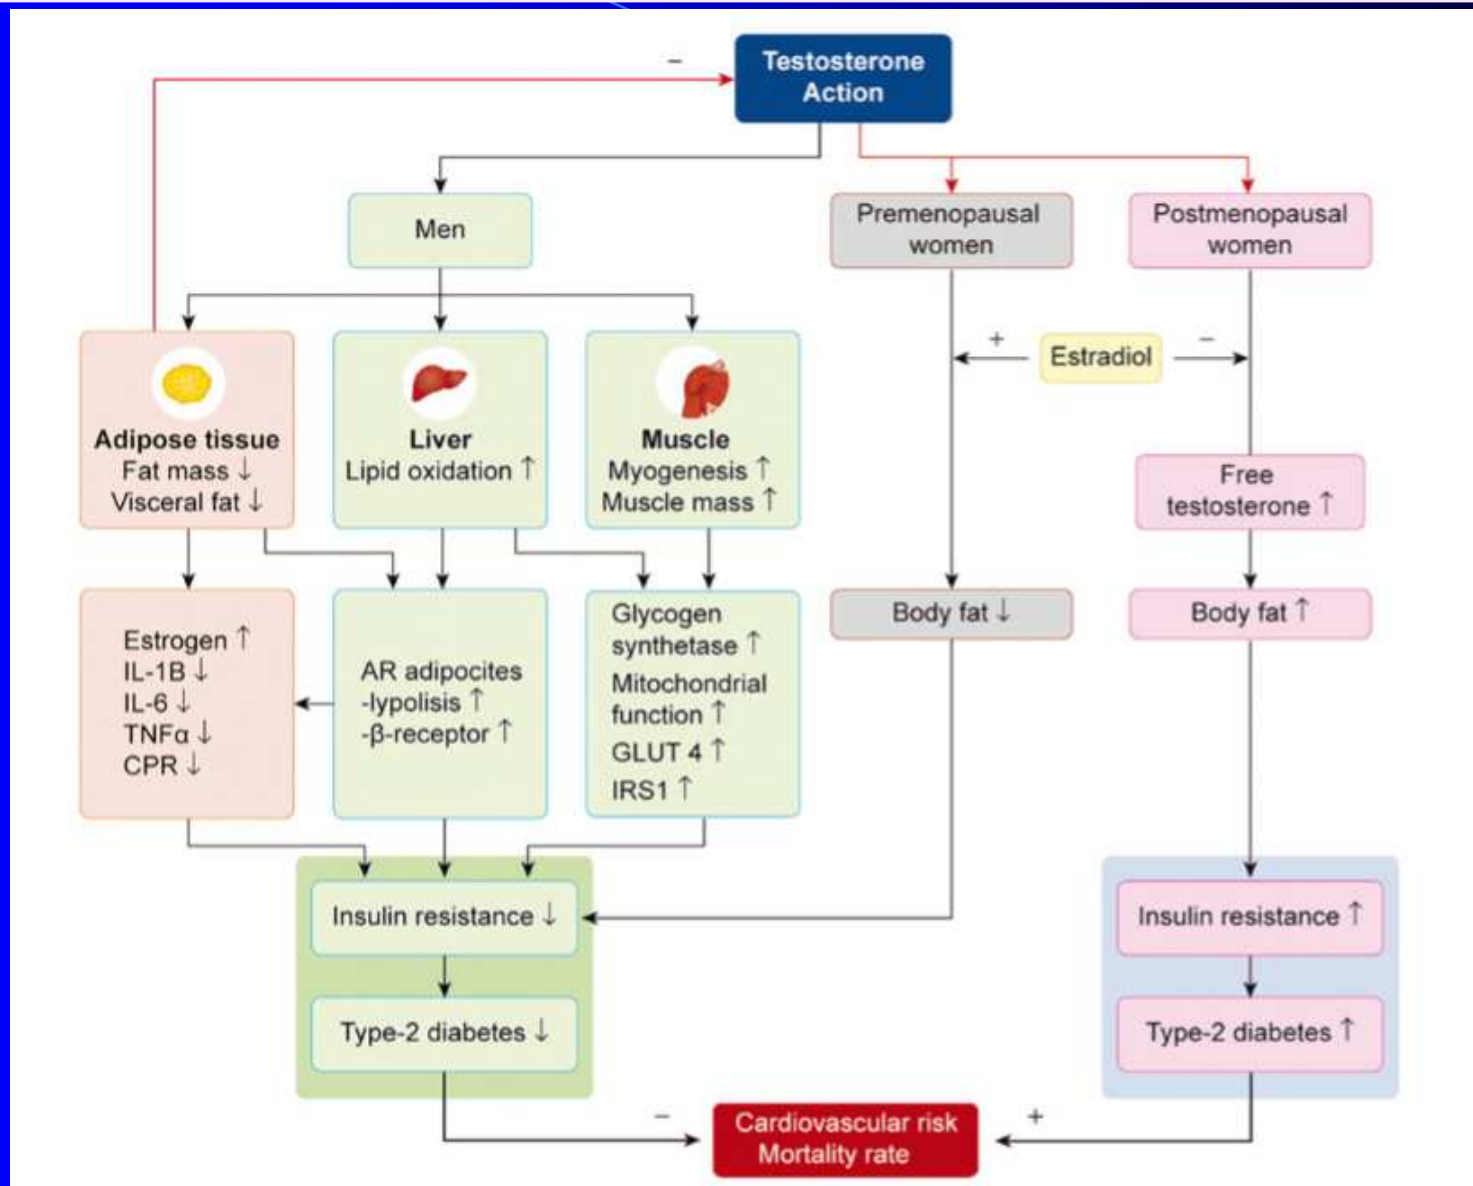 Testosterone
Action
−
Men
Premenopausal
women
Postmenopausal
women
+
Estradiol
−
Adipose tissue
Fat mass ↓
Visceral fat ↓
Liver
Lipid oxidation ↑
Muscle
Myogenesis ↑
Muscle mass ↑
Free
testosterone ↑
Estrogen ↑
IL-1B ↓
IL-6 ↓
TNFα ↓
CPR ↓
AR adipocites
-lypolisis ↑
-β-receptor ↑
Glycogen
synthetase ↑
Mitochondrial
function ↑
GLUT 4 ↑
IRS1 ↑
Body fat ↓
Body fat ↑
Insulin resistance ↓
Insulin resistance ↑
Type-2 diabetes ↓
Type-2 diabetes ↑
−
Cardiovascular risk
Mortality rate
+